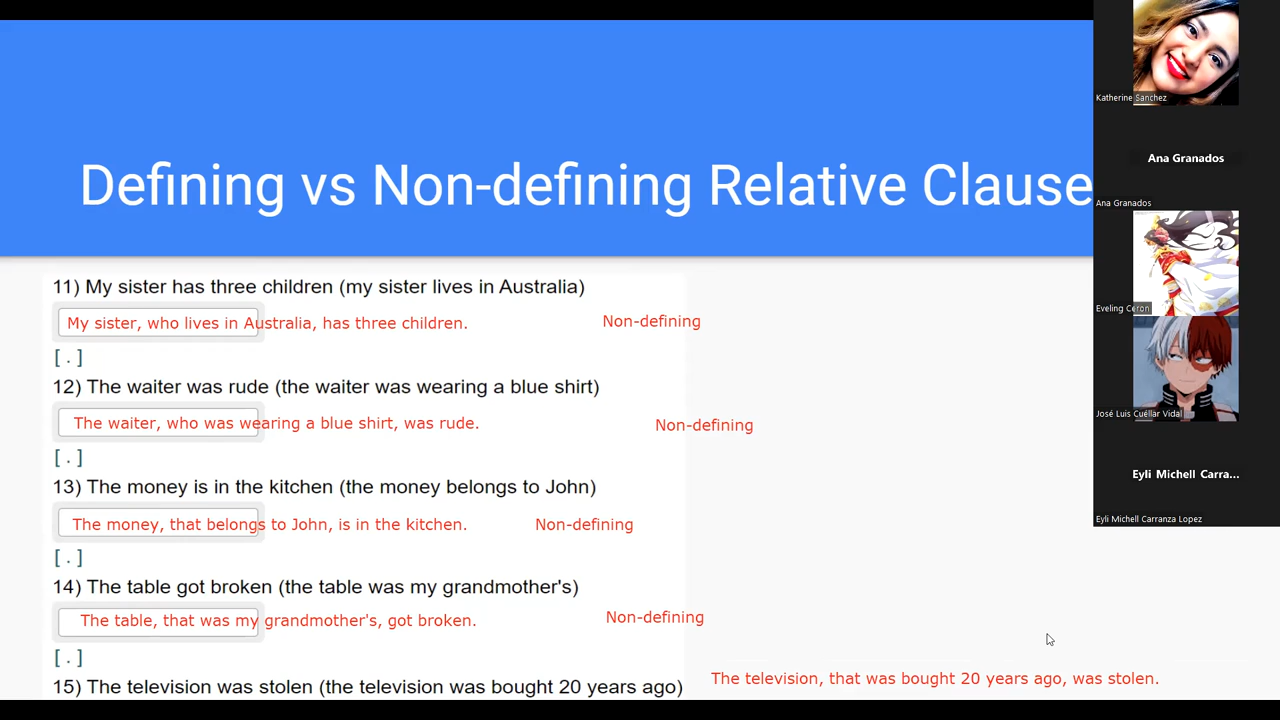 Defining vs Non-defining Relative Clause
11) My sister has three children (my sister lives in Australia)
My sister, who lives in Australia, has three children. Non-defining
[ . ]
12) The waiter was rude (the waiter was wearing a blue shirt)
The waiter, who was wearing a blue shirt, was rude. Non-defining
[ . ]
13) The money is in the kitchen (the money belongs to John)
The money, that belongs to John, is in the kitchen. Non-defining
[ . ]
14) The table got broken (the table was my grandmother's)
The table, that was my grandmother's, got broken. Non-defining
[ . ]
15) The television was stolen (the television was bought 20 years ago)
The television, that was bought 20 years ago, was stolen.
Katherine Sanchez
Ana Granados
Ana Granados
Eveling Ceron
José Luis Cuéllar Vidal
Eyli Michell Carra...
Eyli Michell Carranza Lopez